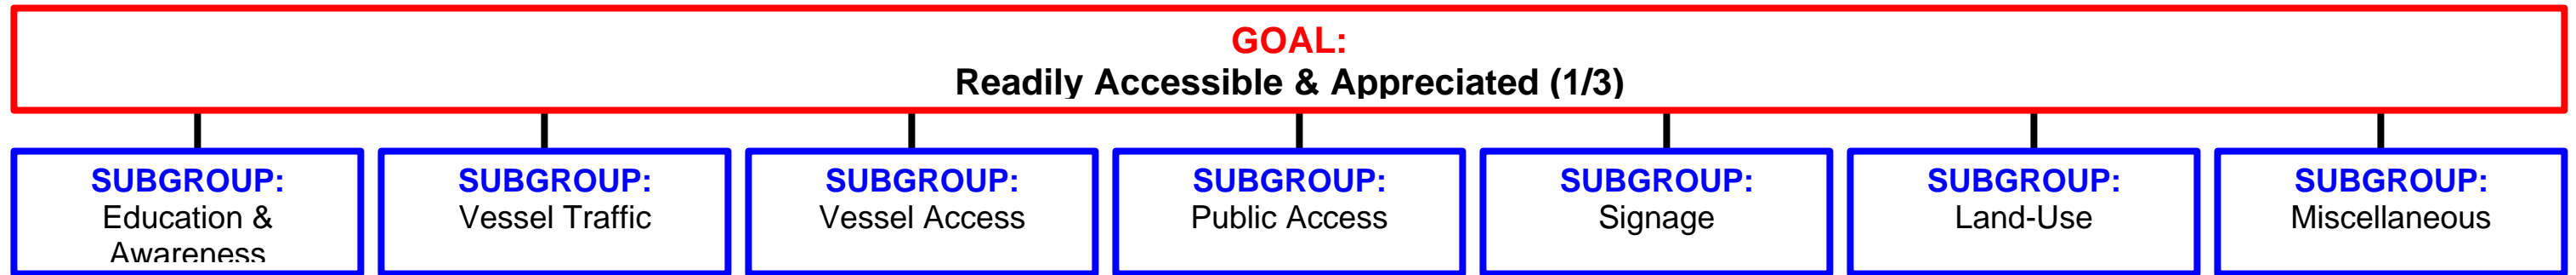 GOAL:
Readily Accessible & Appreciated (1/3)
SUBGROUP:
Education &
Awareness
SUBGROUP:
Vessel Traffic
SUBGROUP:
Vessel Access
SUBGROUP:
Public Access
SUBGROUP:
Signage
SUBGROUP:
Land-Use
SUBGROUP:
Miscellaneous